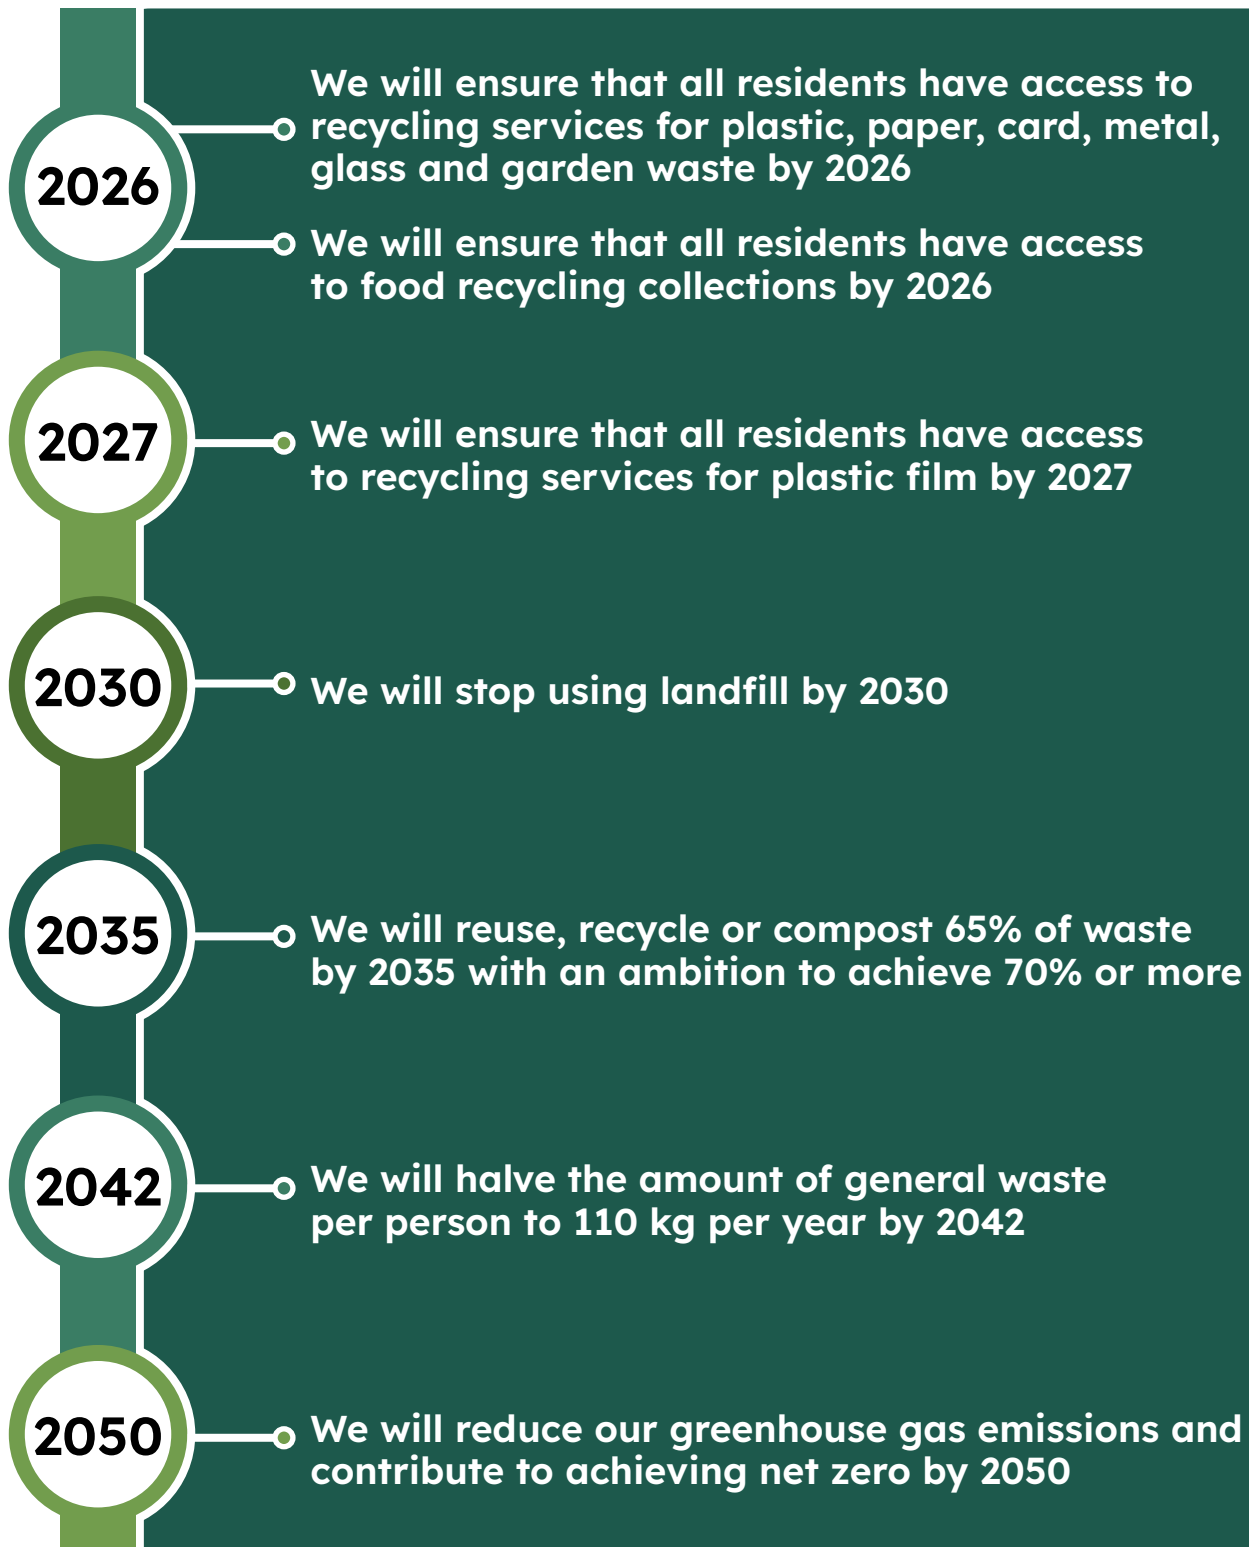 2026
We will ensure that all residents have access to
recycling services for plastic, paper, card, metal,
glass and garden waste by 2026
We will ensure that all residents have access
to food recycling collections by 2026
2027
We will ensure that all residents have access
to recycling services for plastic film by 2027
2030
We will stop using landfill by 2030
2035
We will reuse, recycle or compost 65% of waste
by 2035 with an ambition to achieve 70% or more
2042
We will halve the amount of general waste
per person to 110 kg per year by 2042
2050
We will reduce our greenhouse gas emissions and
contribute to achieving net zero by 2050